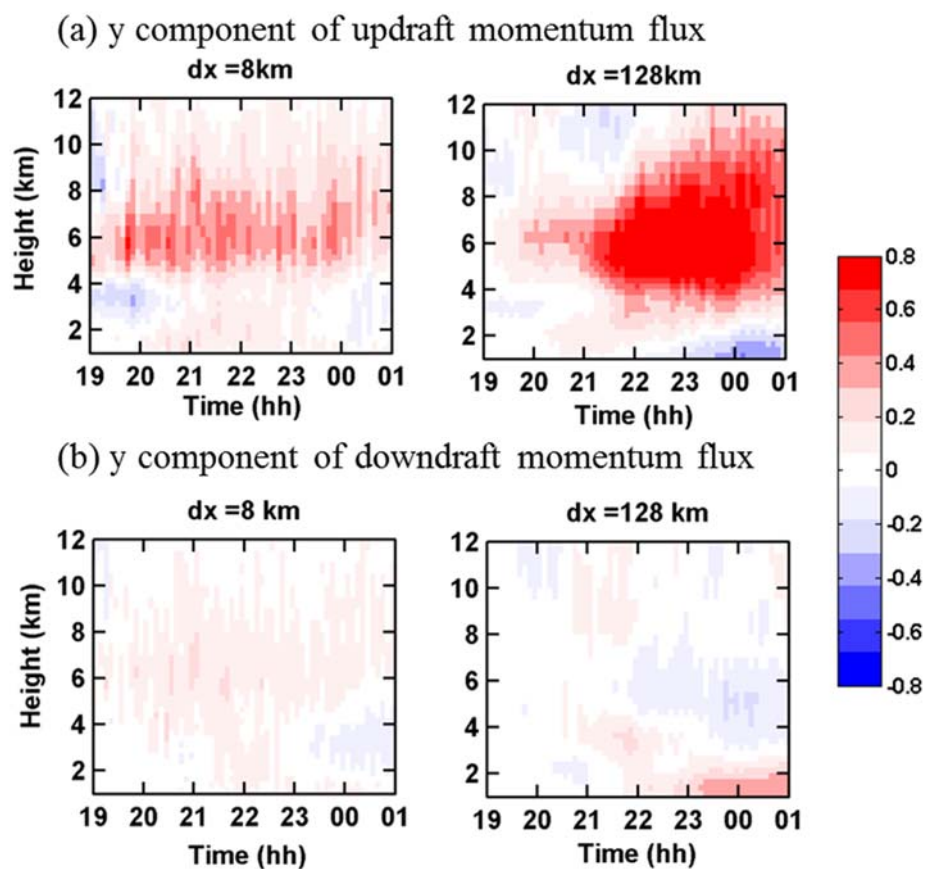 (a) y component of updraft momentum flux
dx =8km
dx =128km
12
10
8
6
4
2
Height (km)
19 20 21 22 23 00 01
Time (hh)
12
10
8
6
4
2
19 20 21 22 23 00 01
Time (hh)
0.8
0.6
0.4
0.2
0
-0.2
-0.4
-0.6
-0.8
(b) y component of downdraft momentum flux
dx =8 km
dx =128 km
12
10
8
6
4
2
Height (km)
19 20 21 22 23 00 01
Time (hh)
12
10
8
6
4
2
19 20 21 22 23 00 01
Time (hh)